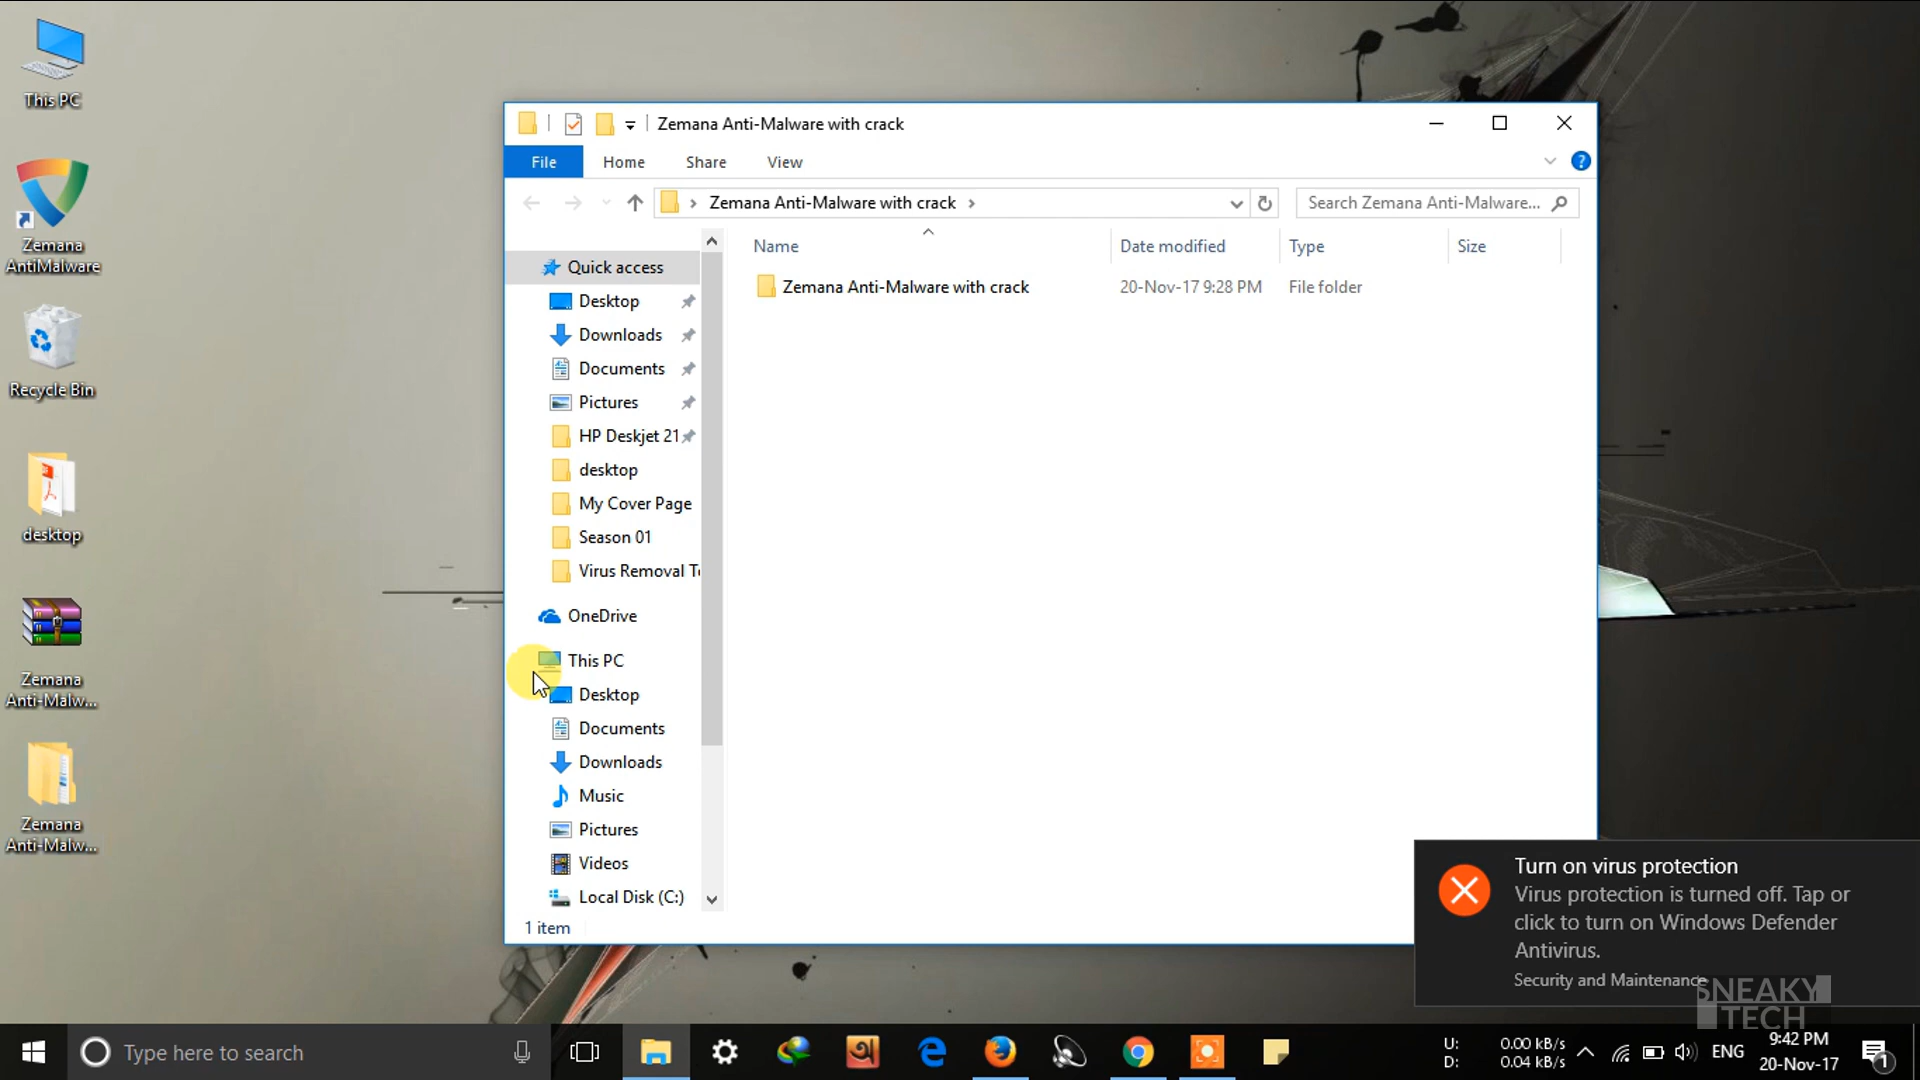 This PC
Zemana
AntiMalware
Recycle Bin
desktop
Zemana
Anti-Malw...
Zemana
Anti-Malw...
Zemana Anti-Malware with crack
File
Home
Share
View
Zemana Anti-Malware with crack
Search Zemana Anti-Malware...
Name
Date modified
Type
Size
Zemana Anti-Malware with crack
20-Nov-17 9:28 PM
File folder
Quick access
Desktop
Downloads
Documents
Pictures
HP Deskjet 21
desktop
My Cover Page
Season 01
Virus Removal T
OneDrive
This PC
Desktop
Documents
Downloads
Music
Pictures
Videos
Local Disk (C:)
1 item
Turn on virus protection
Virus protection is turned off. Tap or
click to turn on Windows Defender
Antivirus.
Security and Maintenance
SNEAKY
TECH
Type here to search
U: 0.00 kB/s
D: 0.04 kB/s
ENG
9:42 PM
20-Nov-17
1